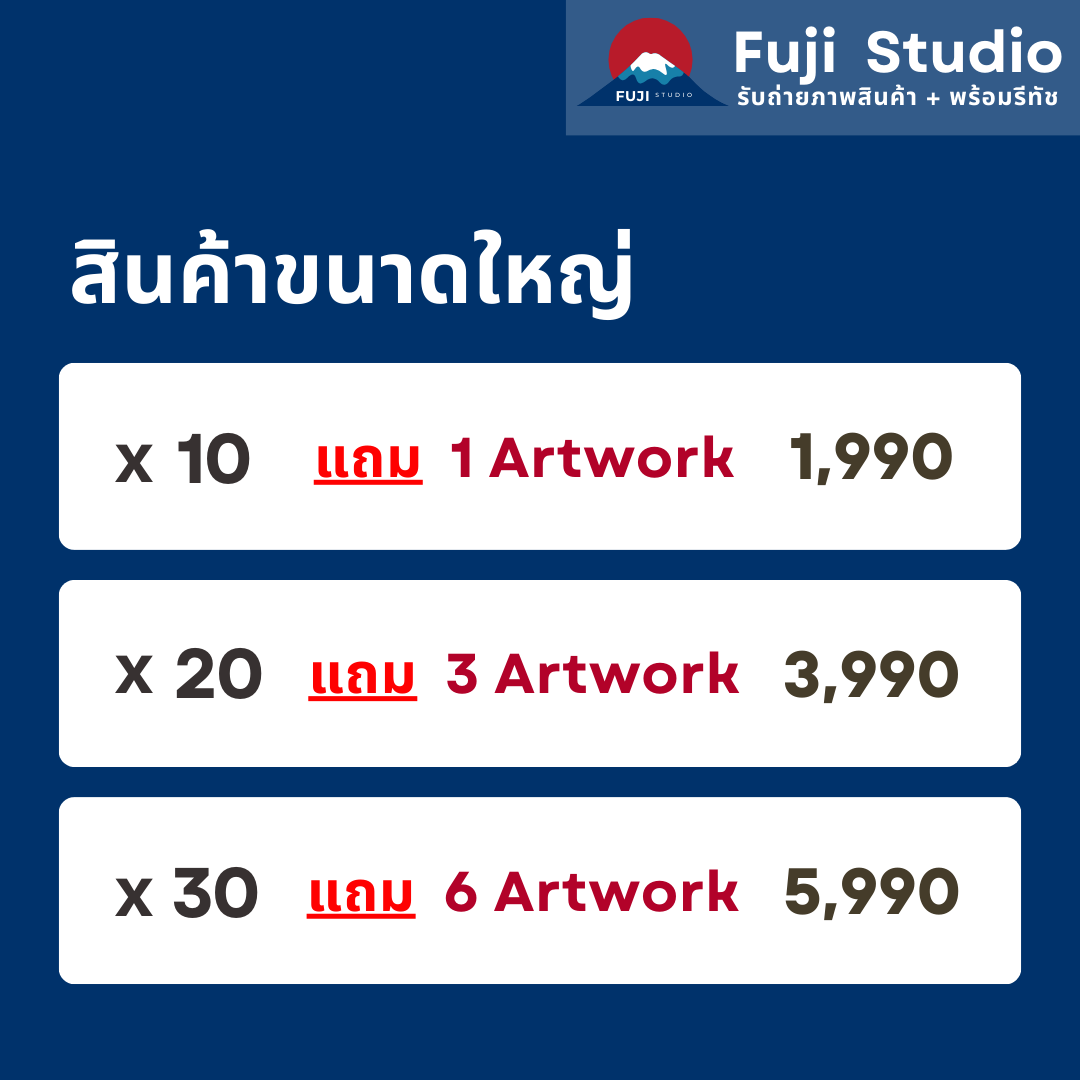 Fuji Studio
รับถ่ายภาพสินค้า + พร้อมรีทัช
FUJI STUDIO
สินค้าขนาดใหญ่
x 10 แถม 1 Artwork 1,990
x 20 แถม 3 Artwork 3,990
x 30 แถม 6 Artwork 5,990